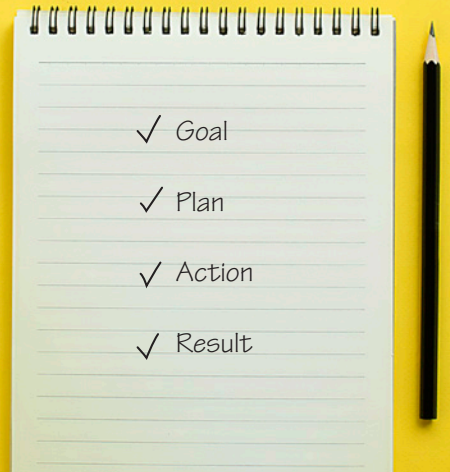 ✓ Goal
✓ Plan
✓ Action
✓ Result